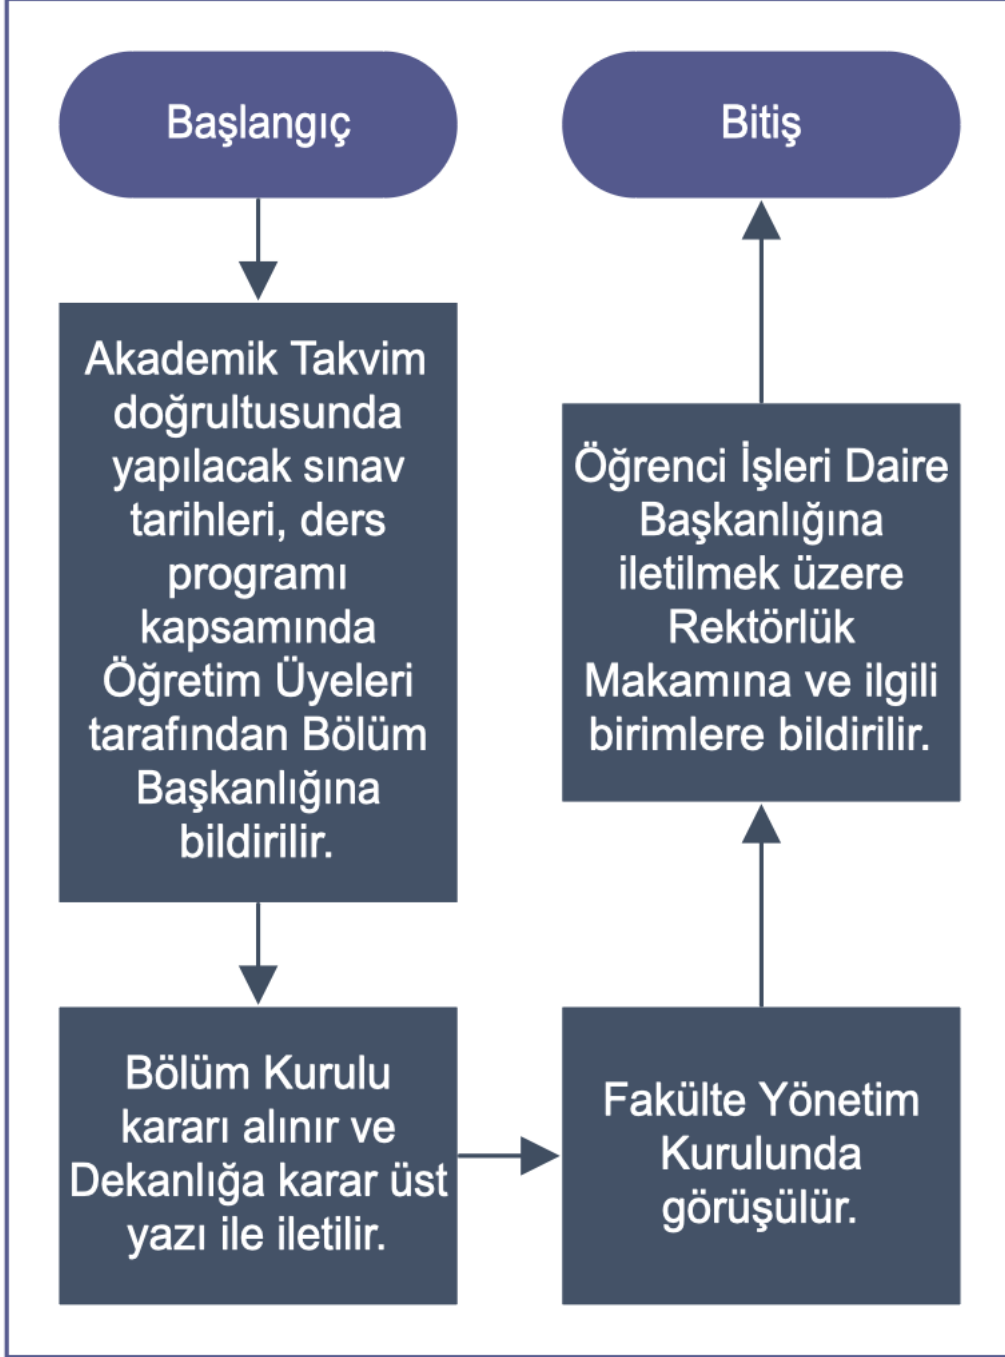 Başlangıç
Akademik Takvim
doğrultusunda
yapılacak sınav
tarihleri, ders
programı
kapsamında
Öğretim Üyeleri
tarafından Bölüm
Başkanlığına
bildirilir.
Bölüm Kurulu
kararı alınır ve
Dekanlığa karar üst
yazı ile iletilir.
Fakülte Yönetim
Kurulunda
görüşülür.
Öğrenci İşleri Daire
Başkanlığına
iletilmek üzere
Rektörlük
Makamına ve ilgili
birimlere bildirilir.
Bitiş